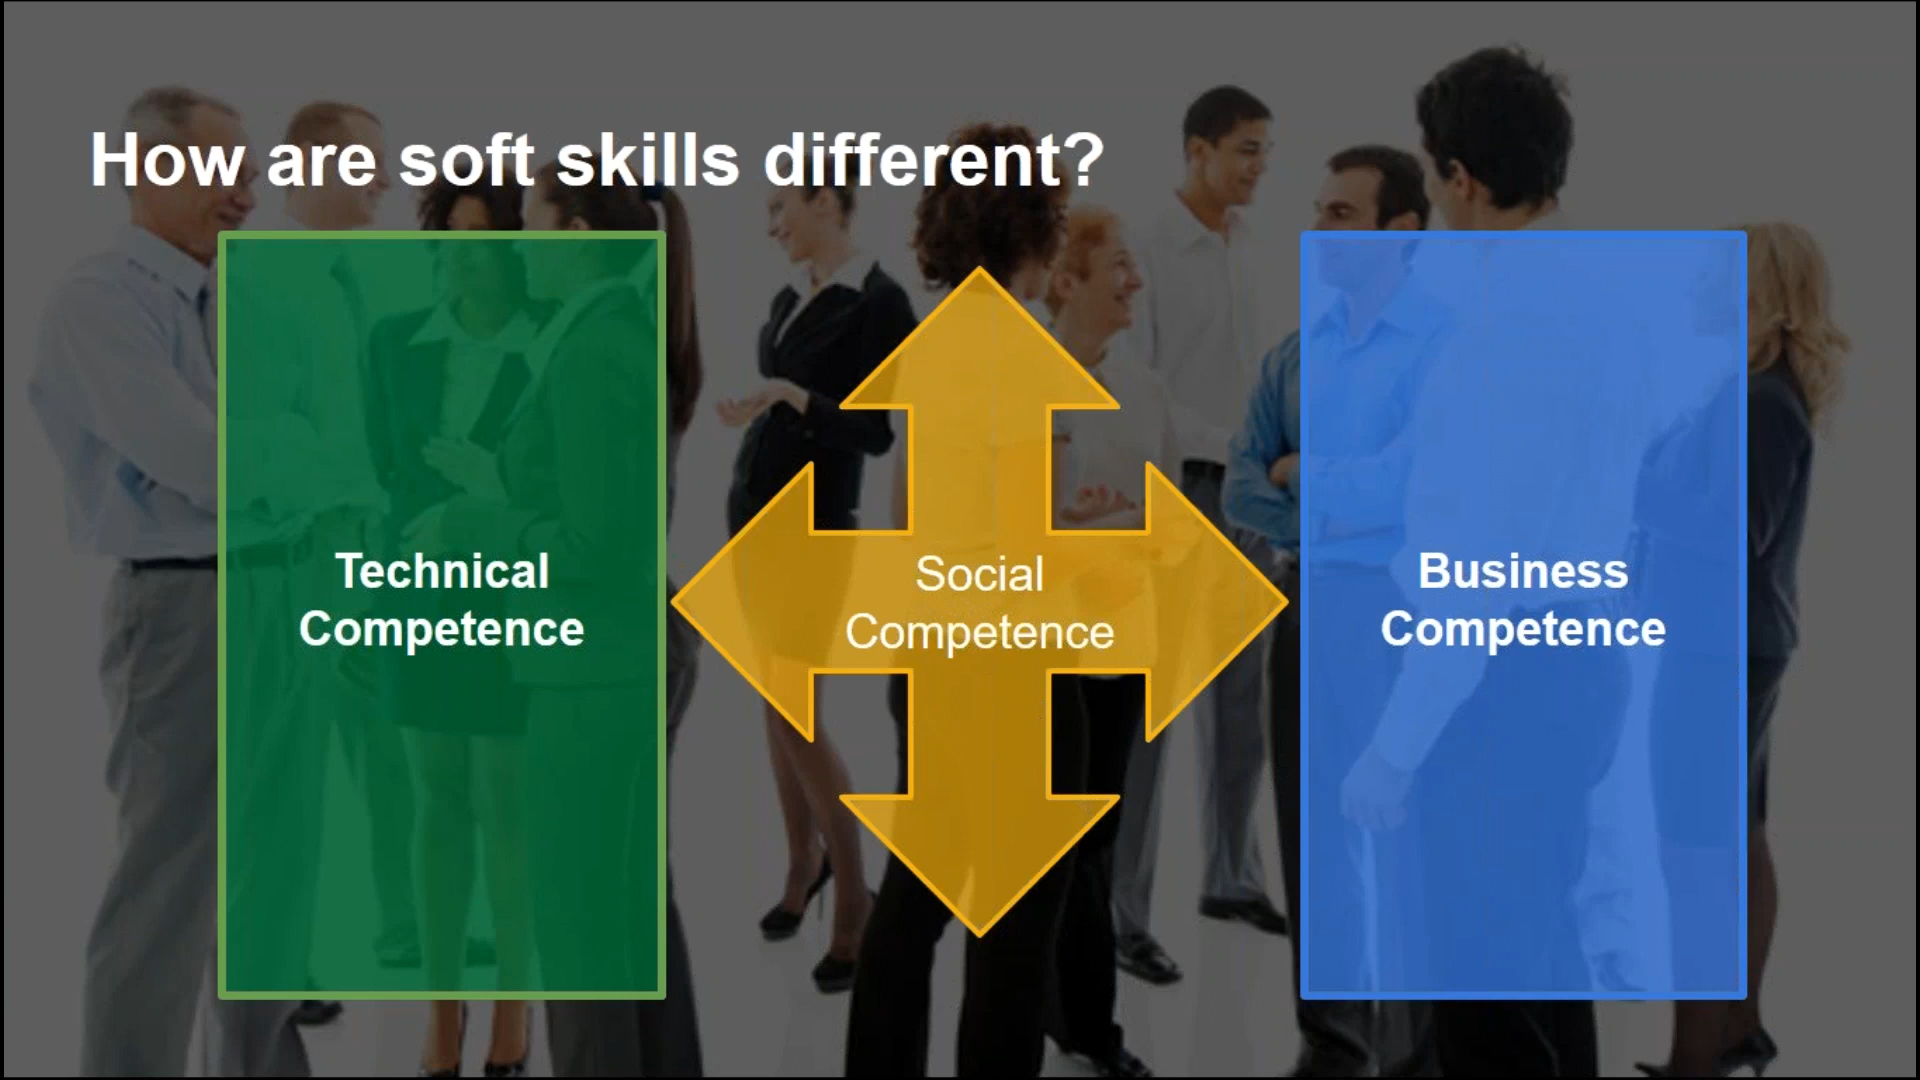 How are soft skills different?
Technical
Competence
Social
Competence
Business
Competence